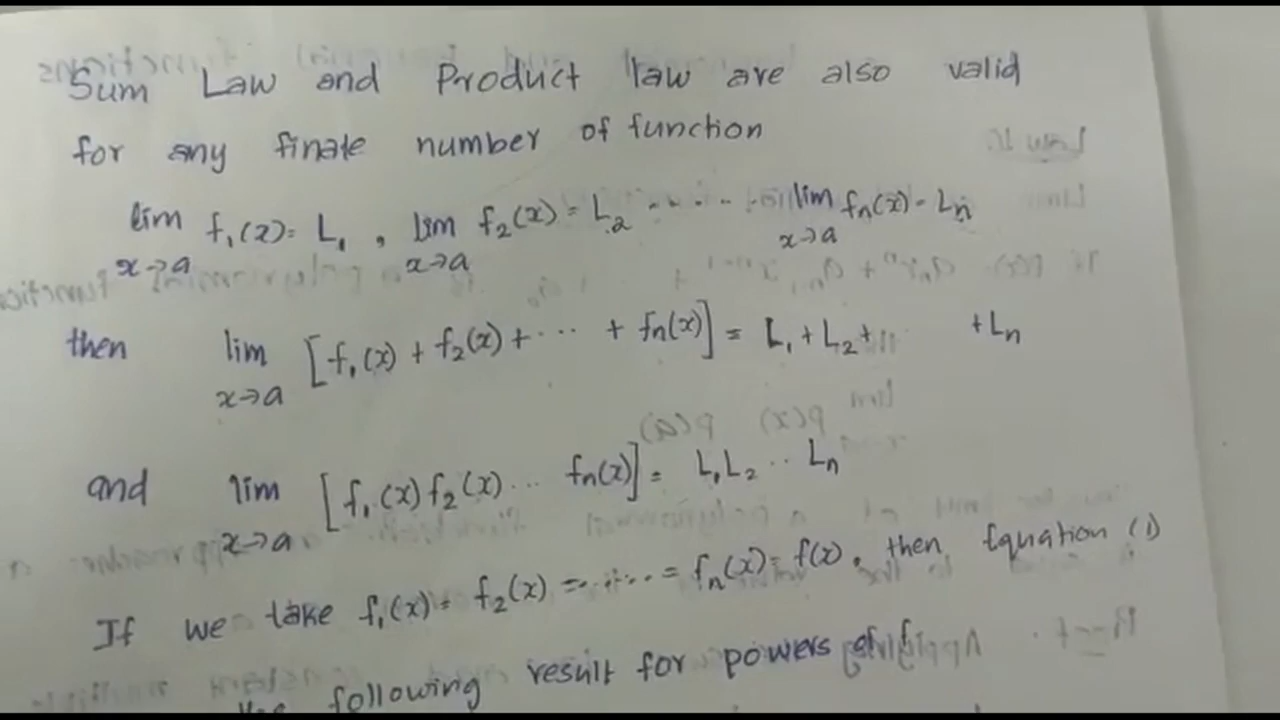 Sum Law and Product law are also valid
for any finate number of function
lim x→a f₁(x) = L₁, lim x→a f₂(x) = L₂ ...... lim x→a fn(x) = Ln
then lim x→a [f₁(x) + f₂(x) + ... + fn(x)] = L₁ + L₂ + +Ln
and lim x→a [f₁(x) f₂(x) ... fn(x)] = L₁L₂ .. Ln
If we take f₁(x) = f₂(x) = ...... = fn(x) = f(x), then Equation (1)
following result for powers of f